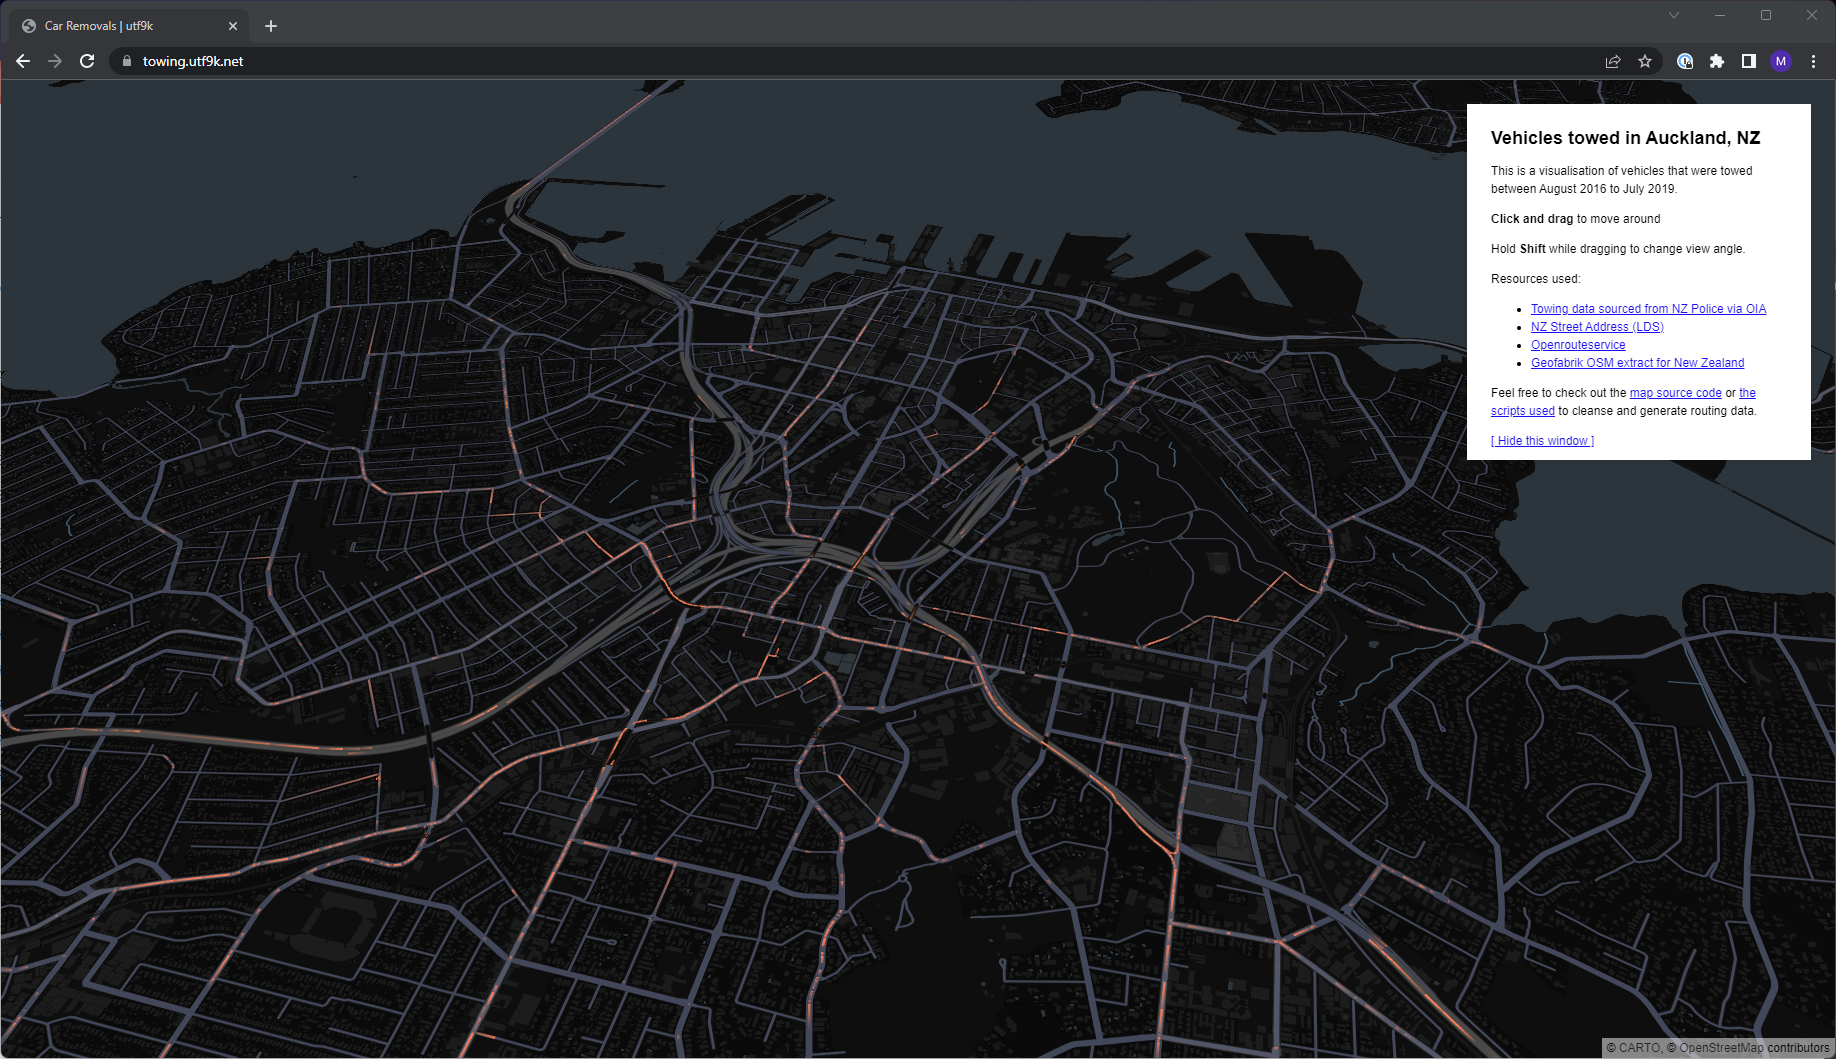 Car Removals | utf9k
towing.utf9k.net
M
Vehicles towed in Auckland, NZ
This is a visualisation of vehicles that were towed
between August 2016 to July 2019.
Click and drag to move around
Hold Shift while dragging to change view angle.
Resources used:
• Towing data sourced from NZ Police via OIA
• NZ Street Address (LDS)
• Openrouteservice
• Geofabrik OSM extract for New Zealand
Feel free to check out the map source code or the
scripts used to cleanse and generate routing data.
[ Hide this window ]
© CARTO, © OpenStreetMap contributors